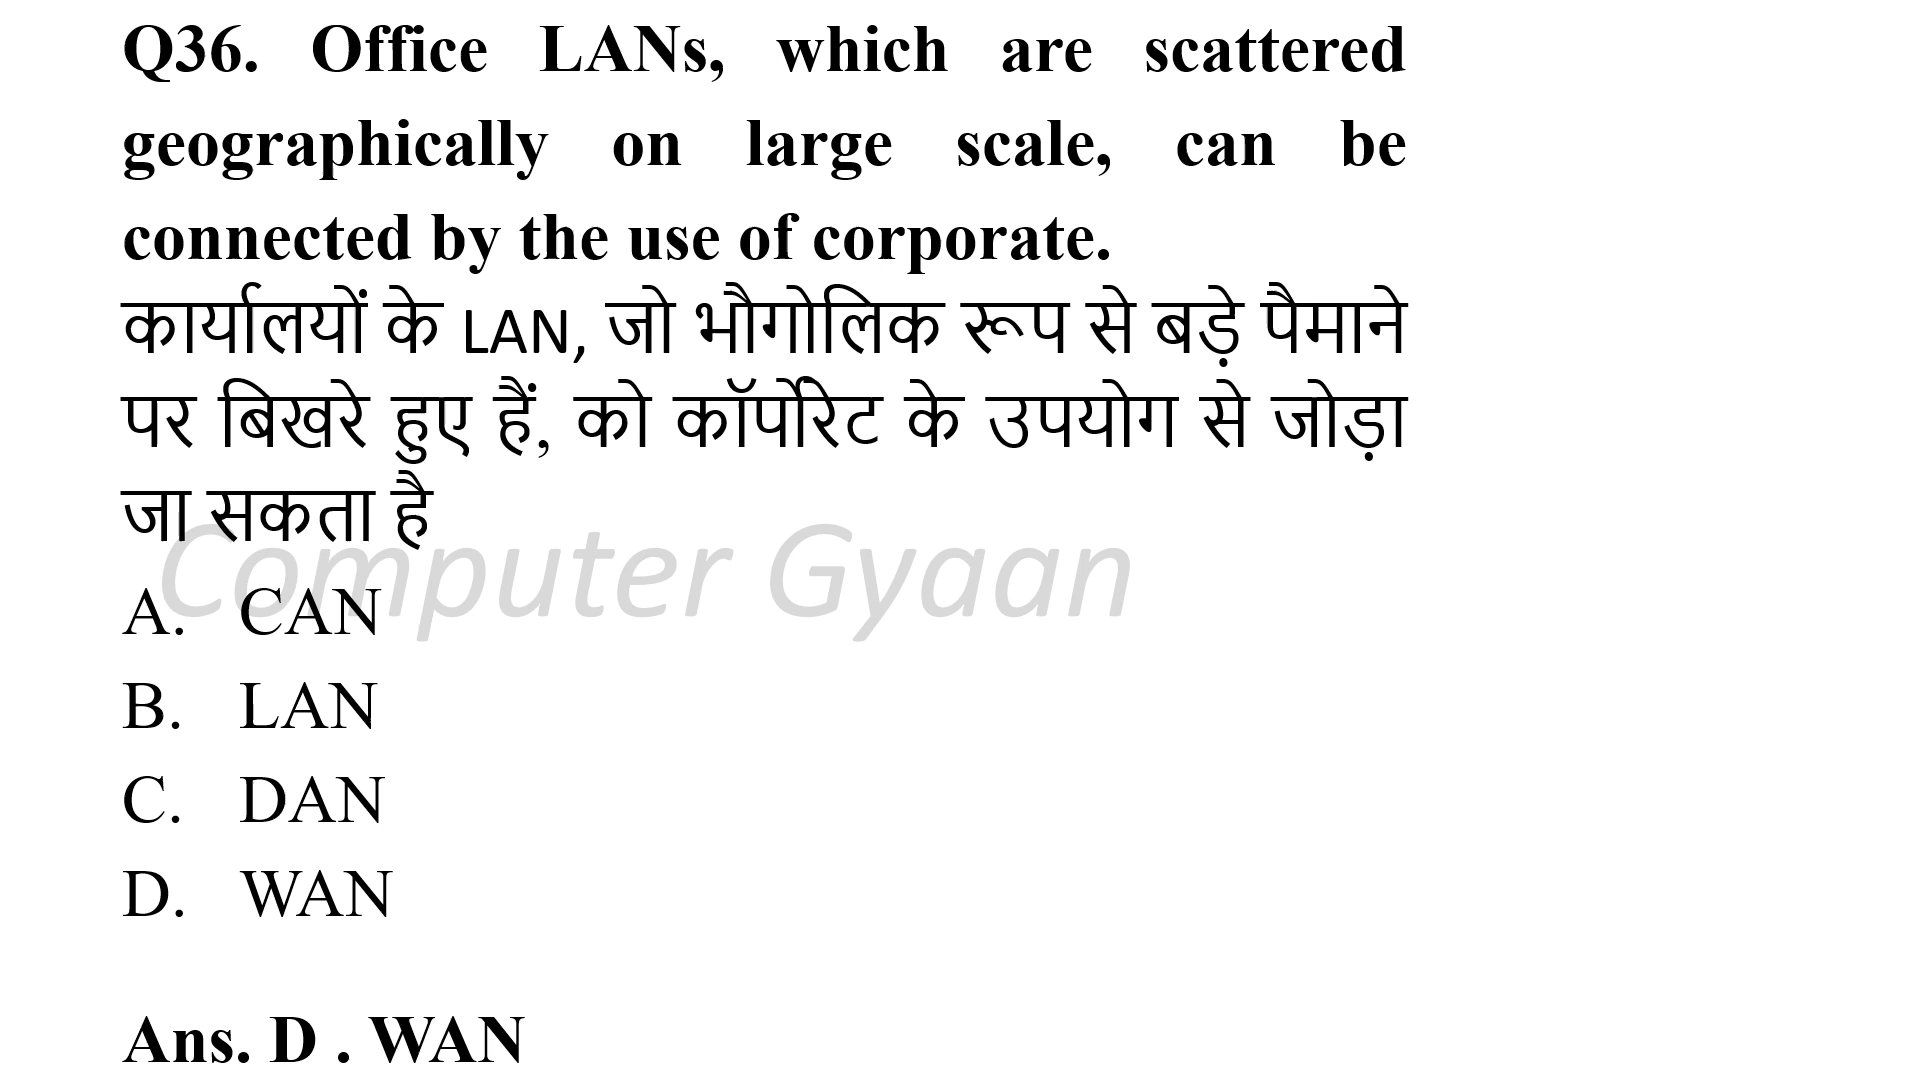 Q36. Office LANs, which are scattered
geographically on large scale, can be
connected by the use of corporate.
कार्यालयों के LAN, जो भौगोलिक रूप से बड़े पैमाने
पर बिखरे हुए हैं, को कॉर्पोरेट के उपयोग से जोड़ा
जा सकता है
Computer Gyaan
A. CAN
B. LAN
C. DAN
D. WAN
Ans. D . WAN